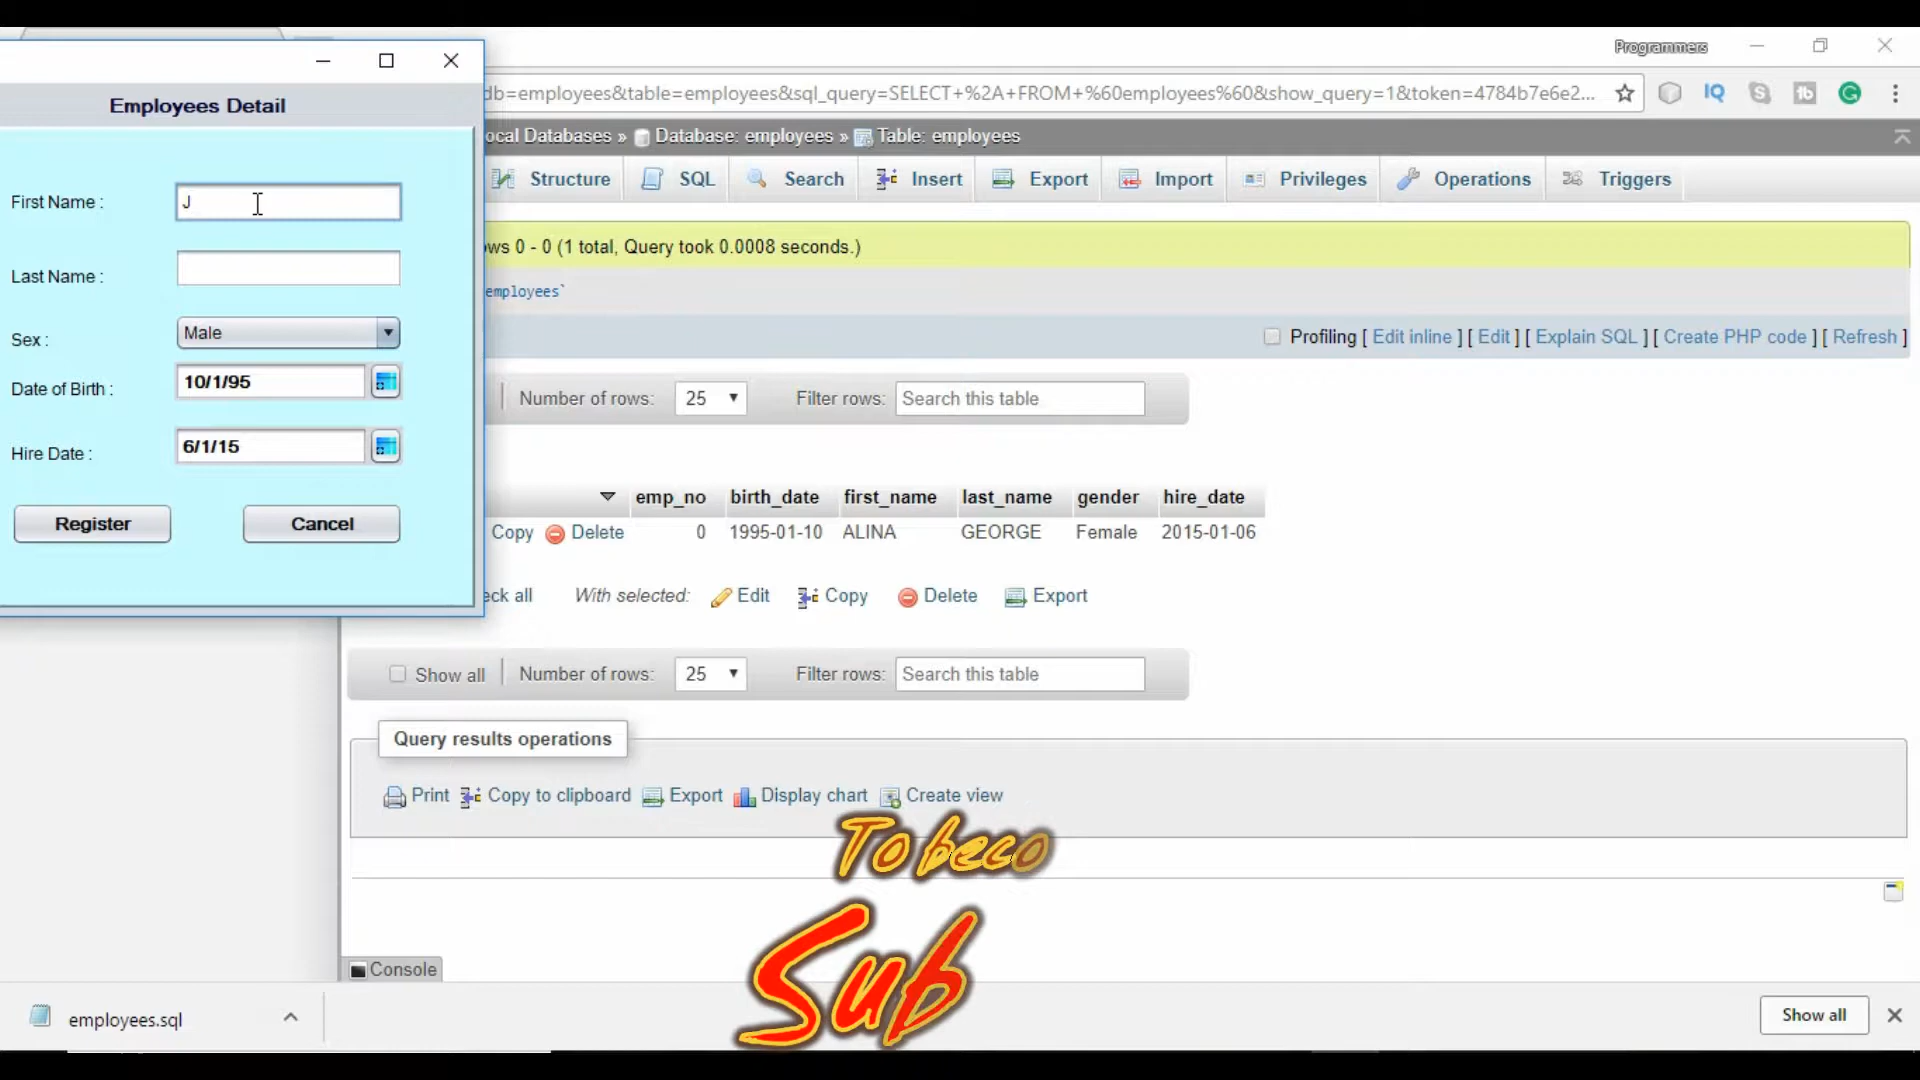 Programmers
Employees Detail
db=employees&table=employees&sql_query=SELECT+%2A+FROM+%60employees%60&show_query=1&token=4784b7e6e2...
ocal Databases » Database: employees » Table: employees
Structure SQL Search Insert Export Import Privileges Operations Triggers
First Name : J
ws 0 - 0 (1 total, Query took 0.0008 seconds.)
Last Name :
employees`
Sex : Male
Profiling [ Edit inline ] [ Edit ] [ Explain SQL ] [ Create PHP code ] [ Refresh ]
Date of Birth : 10/1/95
Number of rows: 25 Filter rows: Search this table
Hire Date : 6/1/15
emp_no birth_date first_name last_name gender hire_date
Register Cancel
Copy Delete 0 1995-01-10 ALINA GEORGE Female 2015-01-06
eck all With selected: Edit Copy Delete Export
Show all Number of rows: 25 Filter rows: Search this table
Query results operations
Print Copy to clipboard Export Display chart Create view
To beco
Sub
Console
employees.sql
Show all